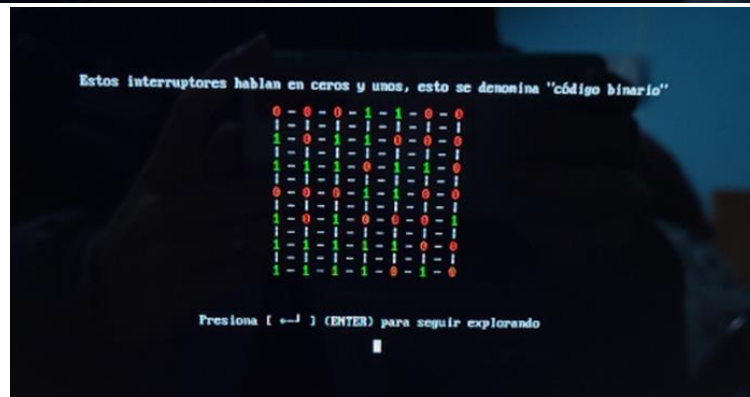 Estos interruptores hablan en ceros y unos, esto se denomina "código binario"
0 - 0 - 0 - 1 - 1 - 0 - 0
| - | - | - | - | - | - |
1 - 0 - 1 - 1 - 0 - 0 - 0
| - | - | - | - | - | - |
1 - 1 - 1 - 0 - 1 - 1 - 0
| - | - | - | - | - | - |
0 - 0 - 0 - 1 - 1 - 0 - 0
| - | - | - | - | - | - |
1 - 0 - 1 - 0 - 0 - 0 - 1
| - | - | - | - | - | - |
1 - 1 - 1 - 1 - 1 - 0 - 0
| - | - | - | - | - | - |
1 - 1 - 1 - 1 - 0 - 1 - 0
Presiona [ ←┘ ] (ENTER) para seguir explorando